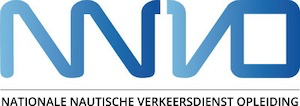 NNVO
NATIONALE NAUTISCHE VERKEERSDIENST OPLEIDING